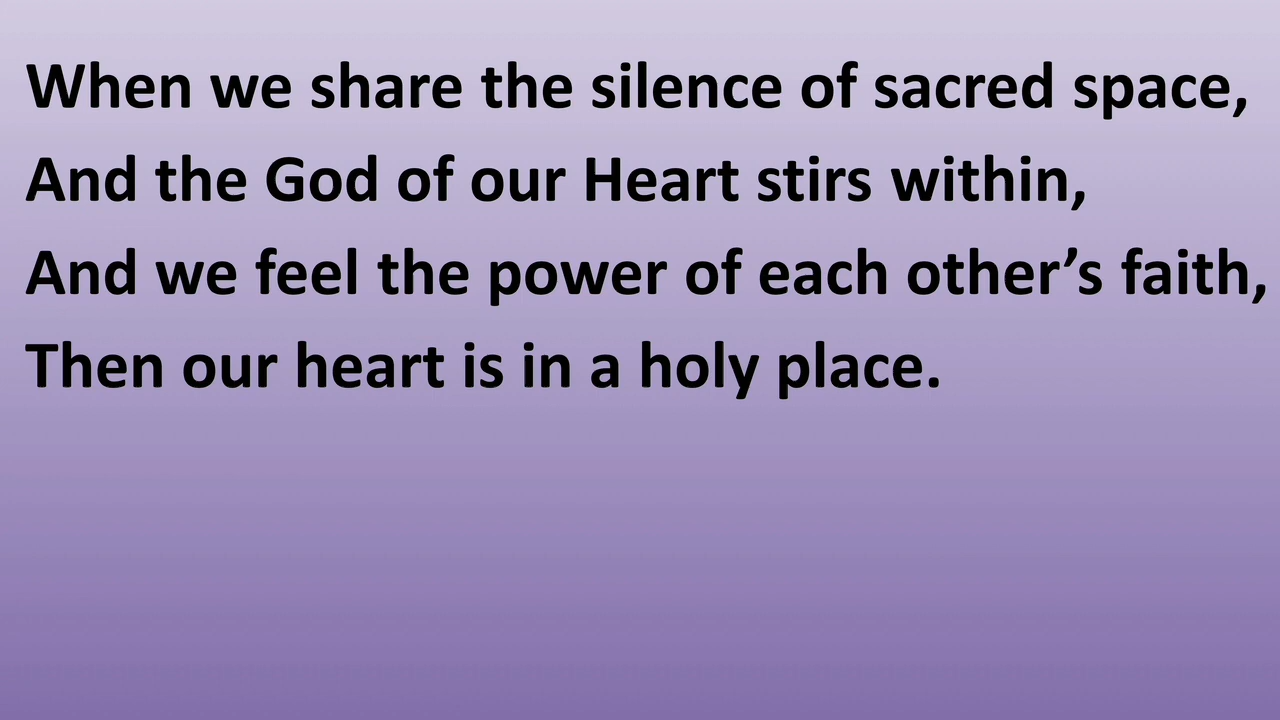 When we share the silence of sacred space,
And the God of our Heart stirs within,
And we feel the power of each other’s faith,
Then our heart is in a holy place.